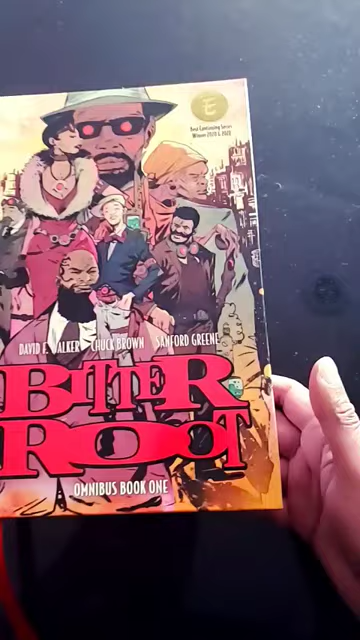 E
Best Continuing Series
Winner 2020 & 2022
DAVID F. WALKER CHUCK BROWN SANFORD GREENE
BITTER
ROOT
OMNIBUS BOOK ONE